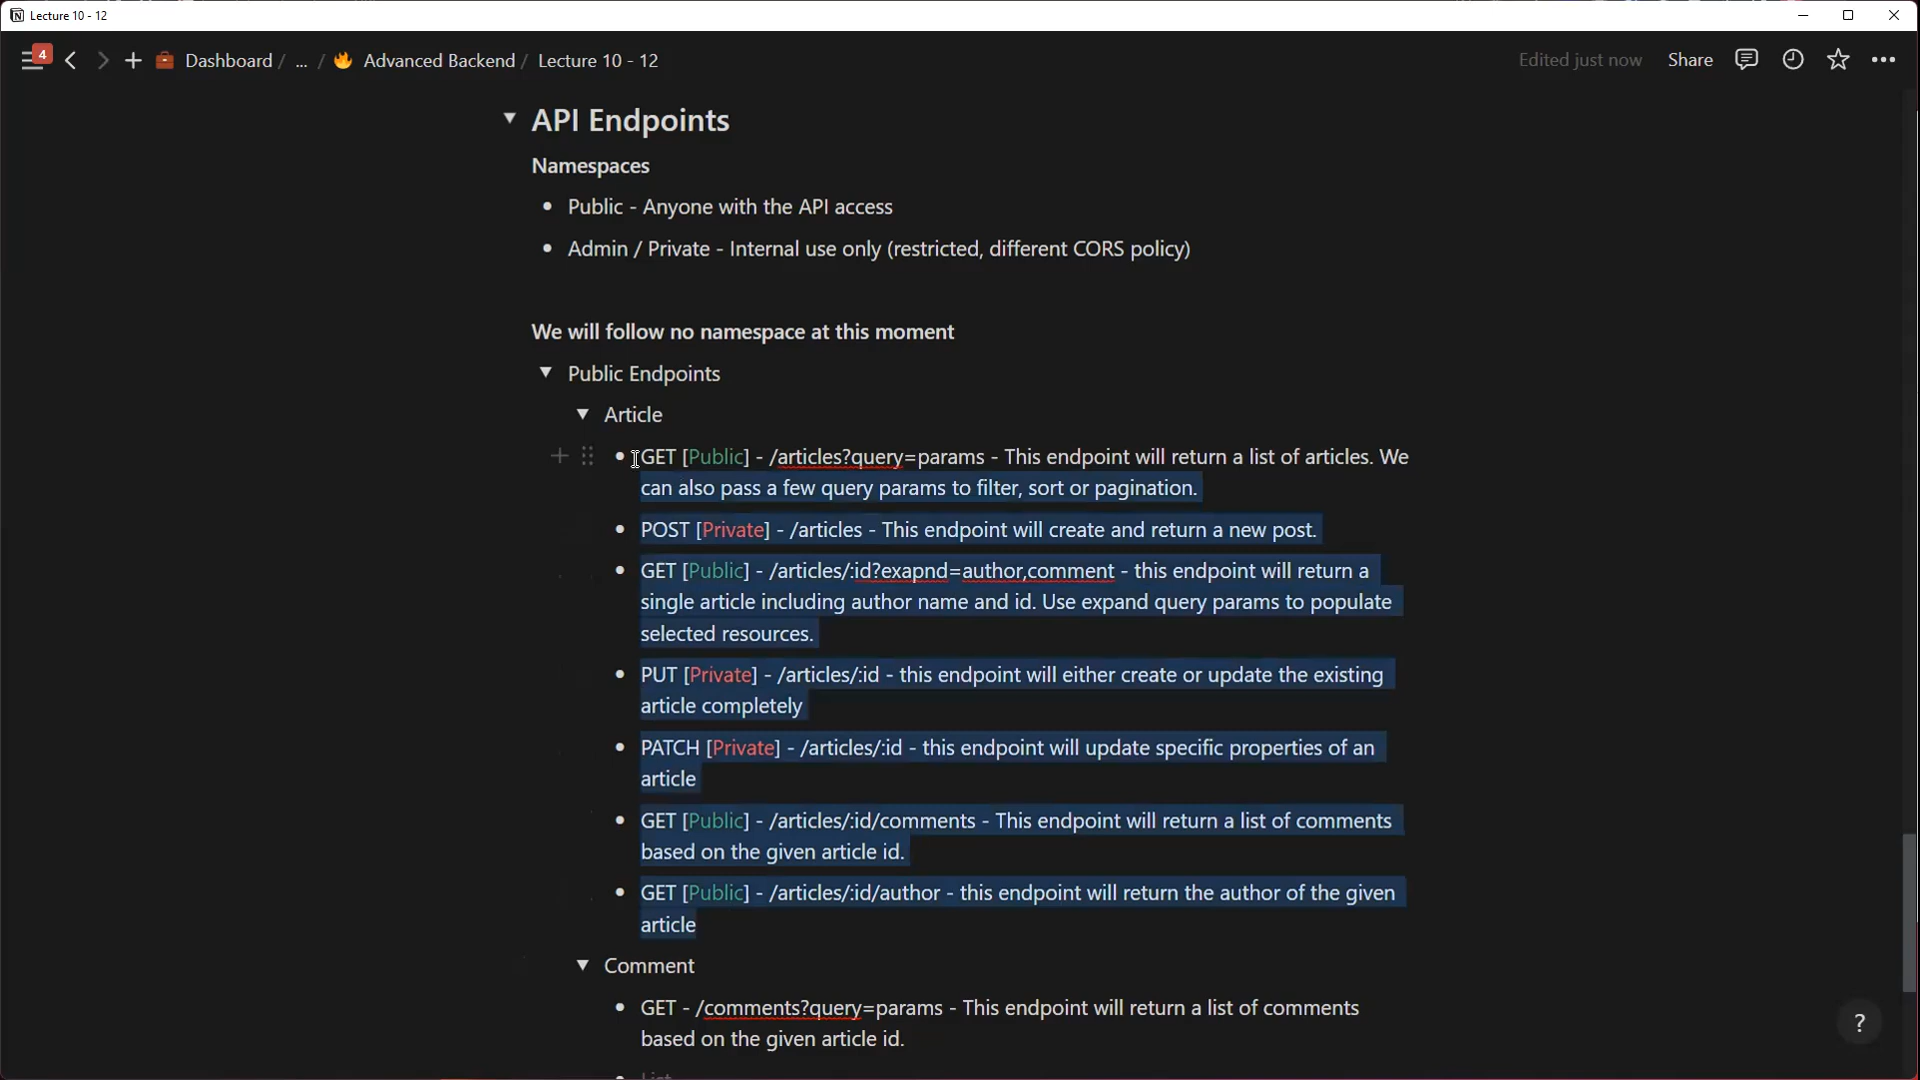 Lecture 10 - 12
4
Dashboard / ... / Advanced Backend / Lecture 10 - 12
Edited just now Share
API Endpoints
Namespaces
Public - Anyone with the API access
Admin / Private - Internal use only (restricted, different CORS policy)
We will follow no namespace at this moment
Public Endpoints
Article
GET [Public] - /articles?query=params - This endpoint will return a list of articles. We
can also pass a few query params to filter, sort or pagination.
POST [Private] - /articles - This endpoint will create and return a new post.
GET [Public] - /articles/:id?exapnd=author,comment - this endpoint will return a
single article including author name and id. Use expand query params to populate
selected resources.
PUT [Private] - /articles/:id - this endpoint will either create or update the existing
article completely
PATCH [Private] - /articles/:id - this endpoint will update specific properties of an
article
GET [Public] - /articles/:id/comments - This endpoint will return a list of comments
based on the given article id.
GET [Public] - /articles/:id/author - this endpoint will return the author of the given
article
Comment
GET - /comments?query=params - This endpoint will return a list of comments
based on the given article id.
List
?